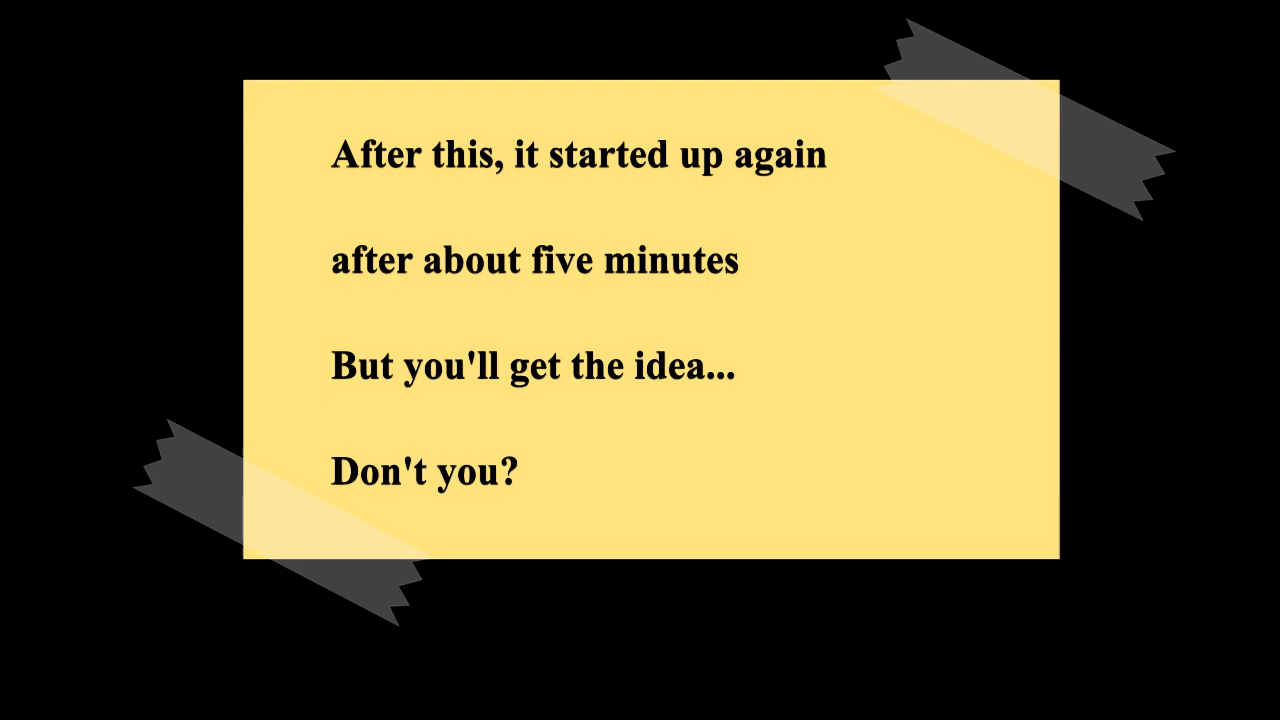 After this, it started up again
after about five minutes
But you'll get the idea...
Don't you?